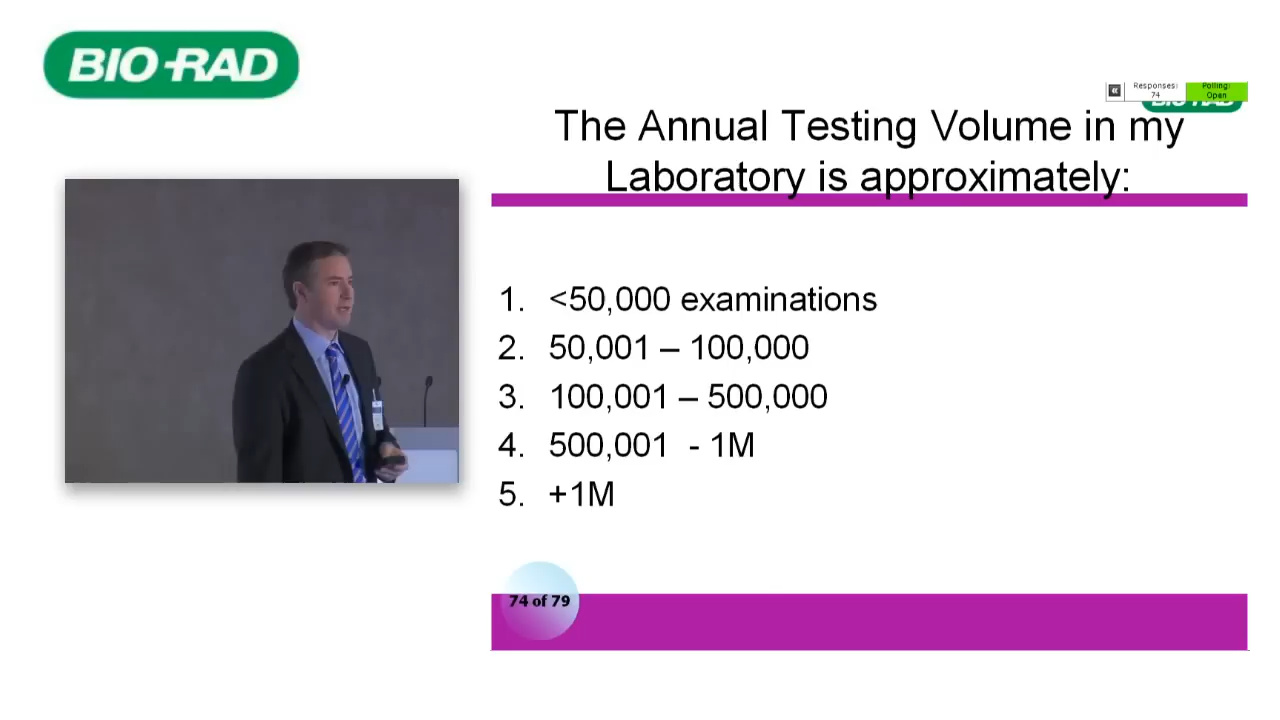 BIO-RAD
Responses: Polling:
74 Open
BIO-RAD
The Annual Testing Volume in my
Laboratory is approximately:
1. <50,000 examinations
2. 50,001 – 100,000
3. 100,001 – 500,000
4. 500,001 - 1M
5. +1M
74 of 79